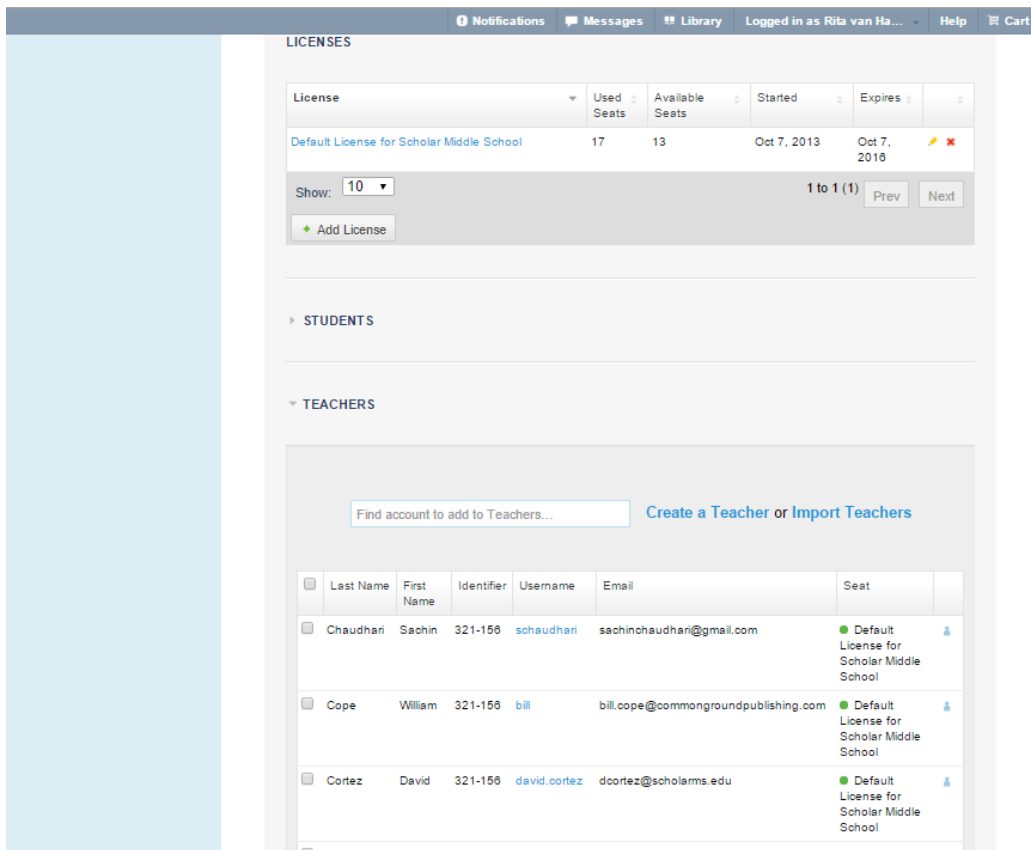 Notifications Messages Library Logged in as Rita van Ha... Help Cart
LICENSES
License Used Seats Available Seats Started Expires
Default License for Scholar Middle School 17 13 Oct 7, 2013 Oct 7, 2016
Show: 10 1 to 1 (1) Prev Next
+ Add License
STUDENTS
TEACHERS
Find account to add to Teachers... Create a Teacher or Import Teachers
Last Name First Name Identifier Username Email Seat
Chaudhari Sachin 321-156 schaudhari sachinchaudhari@gmail.com Default
License for
Scholar Middle
School
Cope William 321-156 bill bill.cope@commongroundpublishing.com Default
License for
Scholar Middle
School
Cortez David 321-156 david.cortez dcortez@scholarms.edu Default
License for
Scholar Middle
School